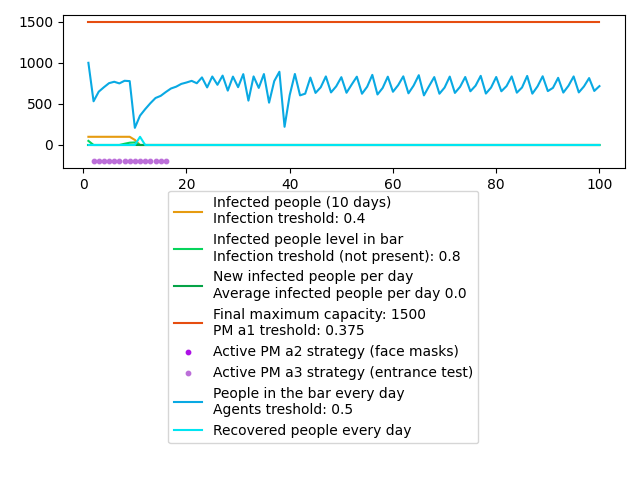 1500
1000
500
0
0 20 40 60 80 100
Infected people (10 days)
Infection treshold: 0.4
Infected people level in bar
Infection treshold (not present): 0.8
New infected people per day
Average infected people per day 0.0
Final maximum capacity: 1500
PM a1 treshold: 0.375
Active PM a2 strategy (face masks)
Active PM a3 strategy (entrance test)
People in the bar every day
Agents treshold: 0.5
Recovered people every day